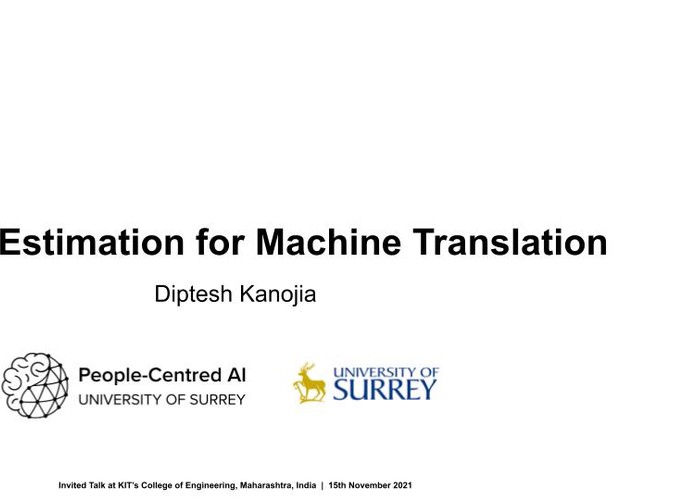 Estimation for Machine Translation
Diptesh Kanojia
People-Centred AI
UNIVERSITY OF SURREY
UNIVERSITY OF
SURREY
Invited Talk at KIT's College of Engineering, Maharashtra, India | 15th November 2021